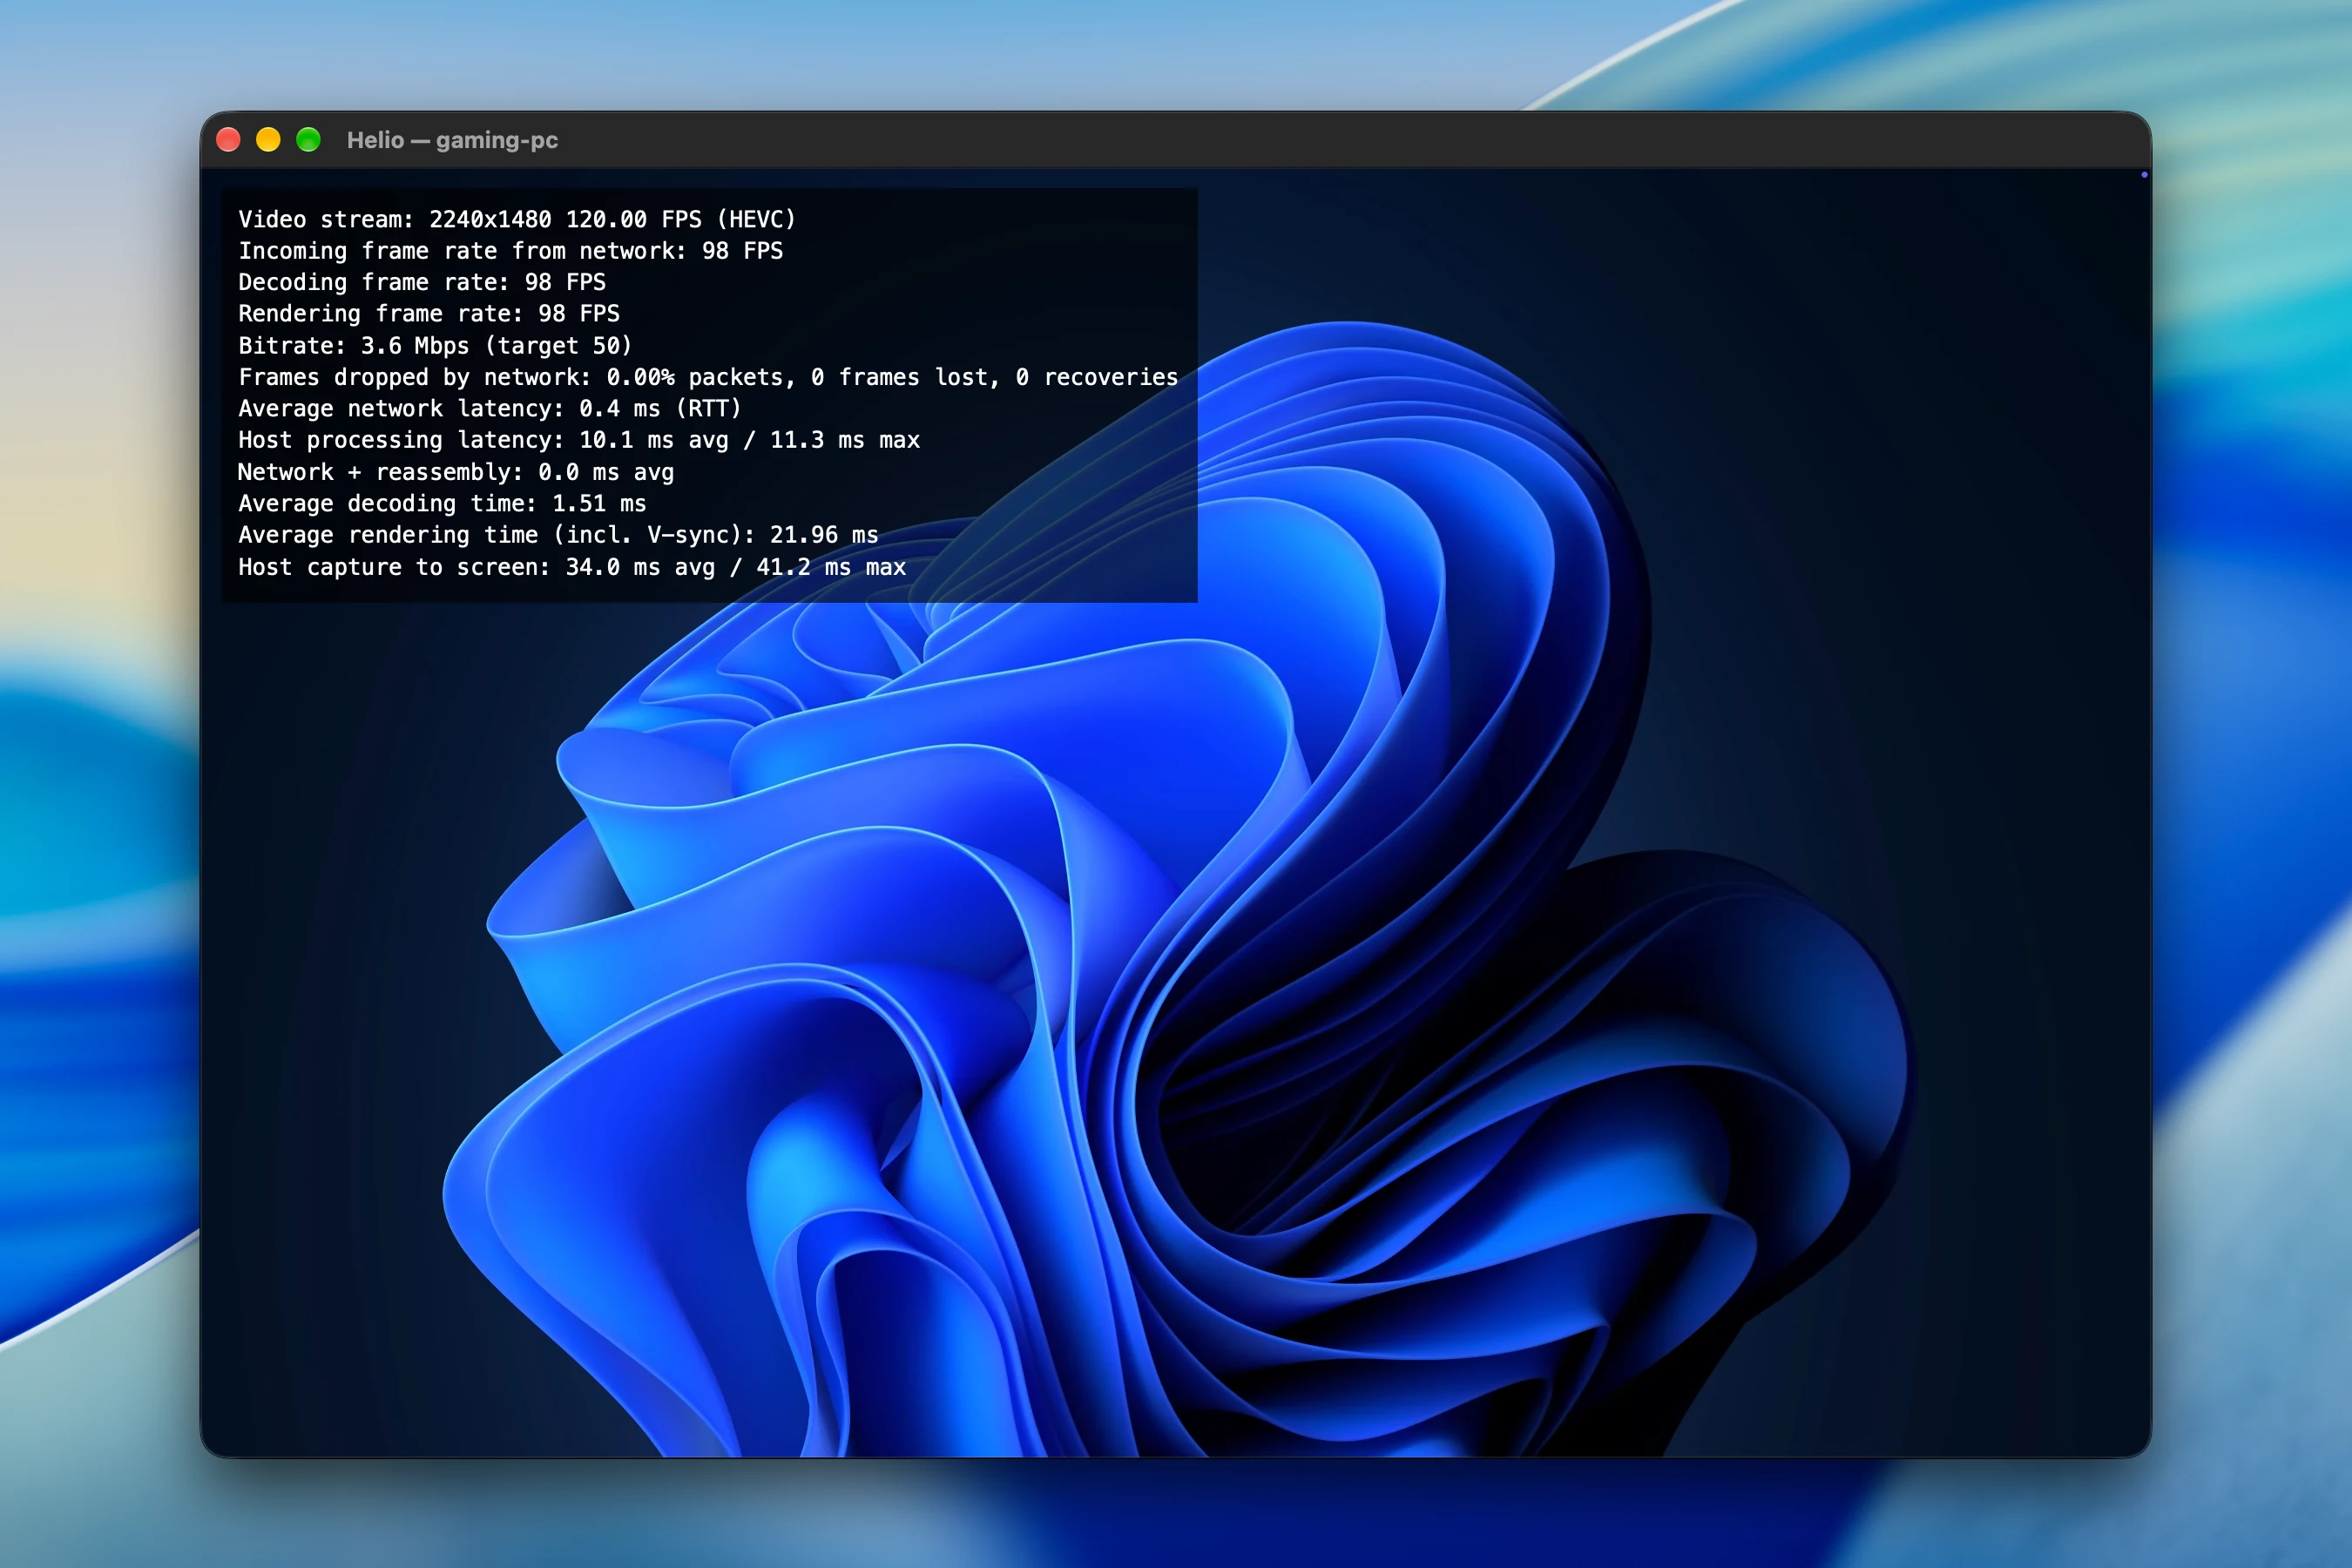 Helio — gaming-pc
Video stream: 2240x1480 120.00 FPS (HEVC)
Incoming frame rate from network: 98 FPS
Decoding frame rate: 98 FPS
Rendering frame rate: 98 FPS
Bitrate: 3.6 Mbps (target 50)
Frames dropped by network: 0.00% packets, 0 frames lost, 0 recoveries
Average network latency: 0.4 ms (RTT)
Host processing latency: 10.1 ms avg / 11.3 ms max
Network + reassembly: 0.0 ms avg
Average decoding time: 1.51 ms
Average rendering time (incl. V-sync): 21.96 ms
Host capture to screen: 34.0 ms avg / 41.2 ms max